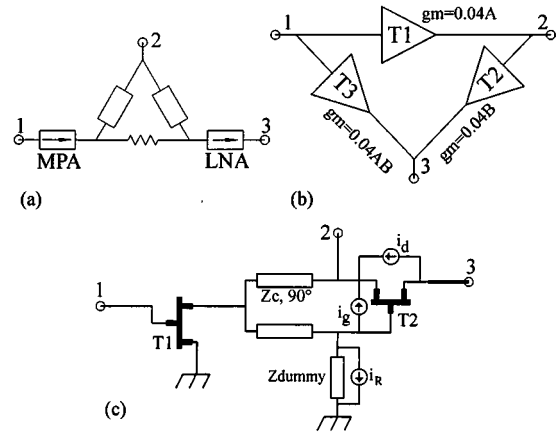 2
1
3
MPA
LNA
(a)
gm=0.04A
1
2
T1
T2
T3
gm=0.04B
gm=0.04AB
3
(b)
2
i_d
3
Zc, 90°
1
i_g
T2
T1
Zdummy
i_R
(c)